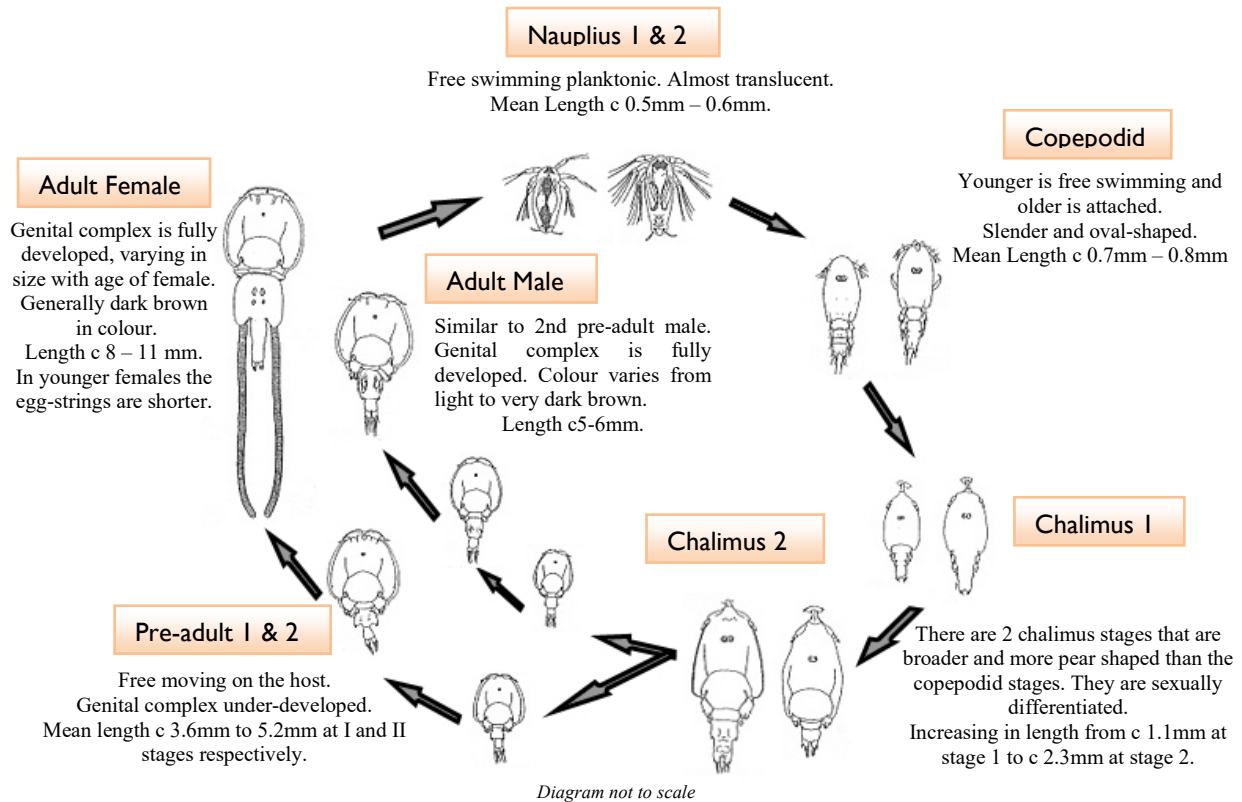 Nauplius 1 & 2
Free swimming planktonic. Almost translucent.
Mean Length c 0.5mm – 0.6mm.
Copepodid
Younger is free swimming and
older is attached.
Slender and oval-shaped.
Mean Length c 0.7mm – 0.8mm
Adult Female
Genital complex is fully
developed, varying in
size with age of female.
Generally dark brown
in colour.
Length c 8 – 11 mm.
In younger females the
egg-strings are shorter.
Adult Male
Similar to 2nd pre-adult male.
Genital complex is fully
developed. Colour varies from
light to very dark brown.
Length c5-6mm.
Chalimus 1
Chalimus 2
There are 2 chalimus stages that are
broader and more pear shaped than the
copepodid stages. They are sexually
differentiated.
Increasing in length from c 1.1mm at
stage 1 to c 2.3mm at stage 2.
Pre-adult 1 & 2
Free moving on the host.
Genital complex under-developed.
Mean length c 3.6mm to 5.2mm at I and II
stages respectively.
Diagram not to scale